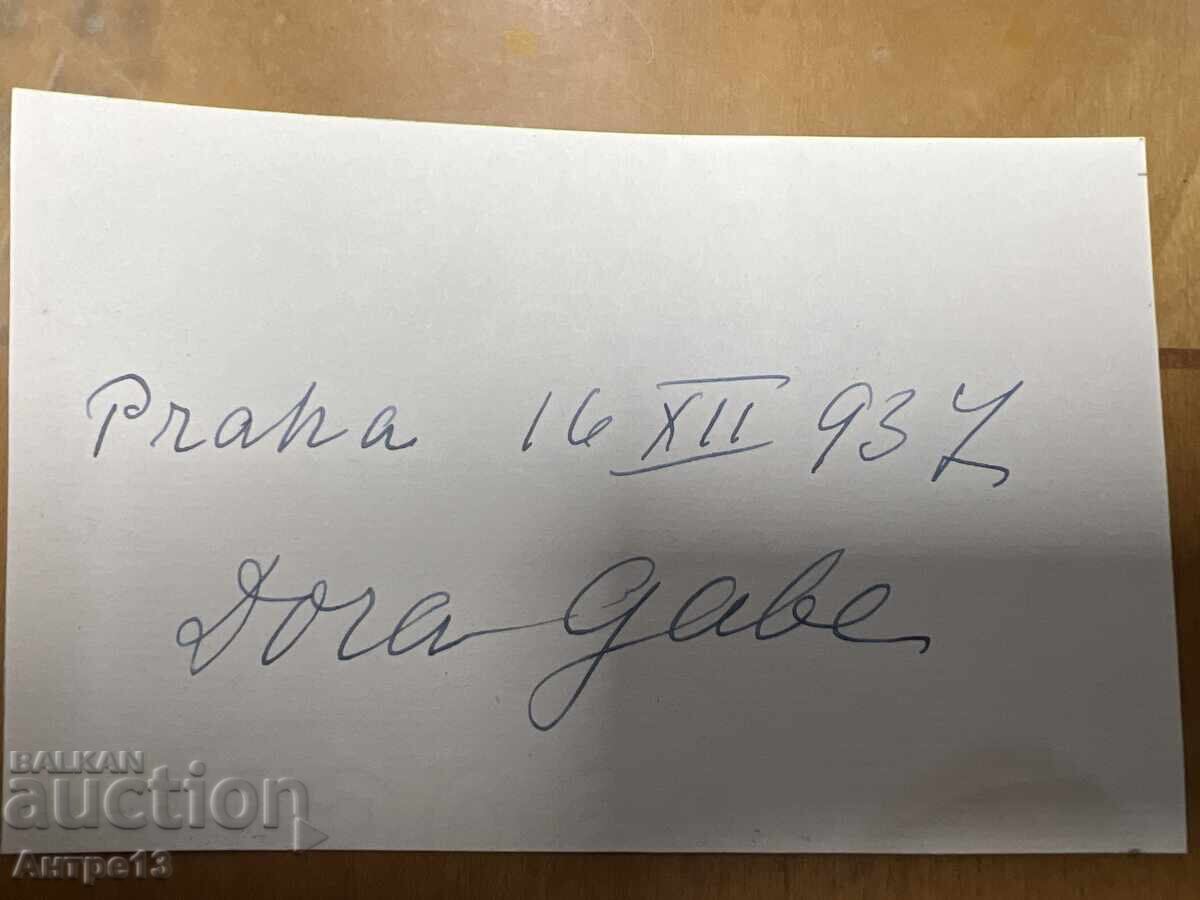 Praha 16 XII 937
Dora Gabe
BALKAN
auction
Антре13